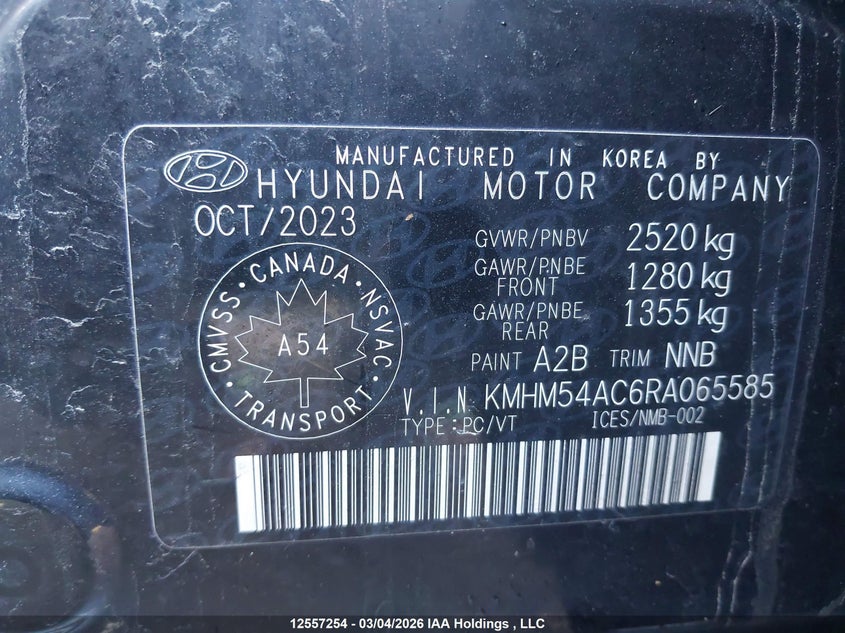 MANUFACTURED IN KOREA BY
HYUNDAI MOTOR COMPANY
OCT/2023
GVWR/PNBV 2520 kg
GAWR/PNBE FRONT 1280 kg
GAWR/PNBE REAR 1355 kg
PAINT A2B TRIM NNB
CMVSS · CANADA · NSVAC · TRANSPORT ·
A54
V.I.N KMHM54AC6RA065585
TYPE:PC/VT ICES/NMB-002
12557254 - 03/04/2026 IAA Holdings , LLC